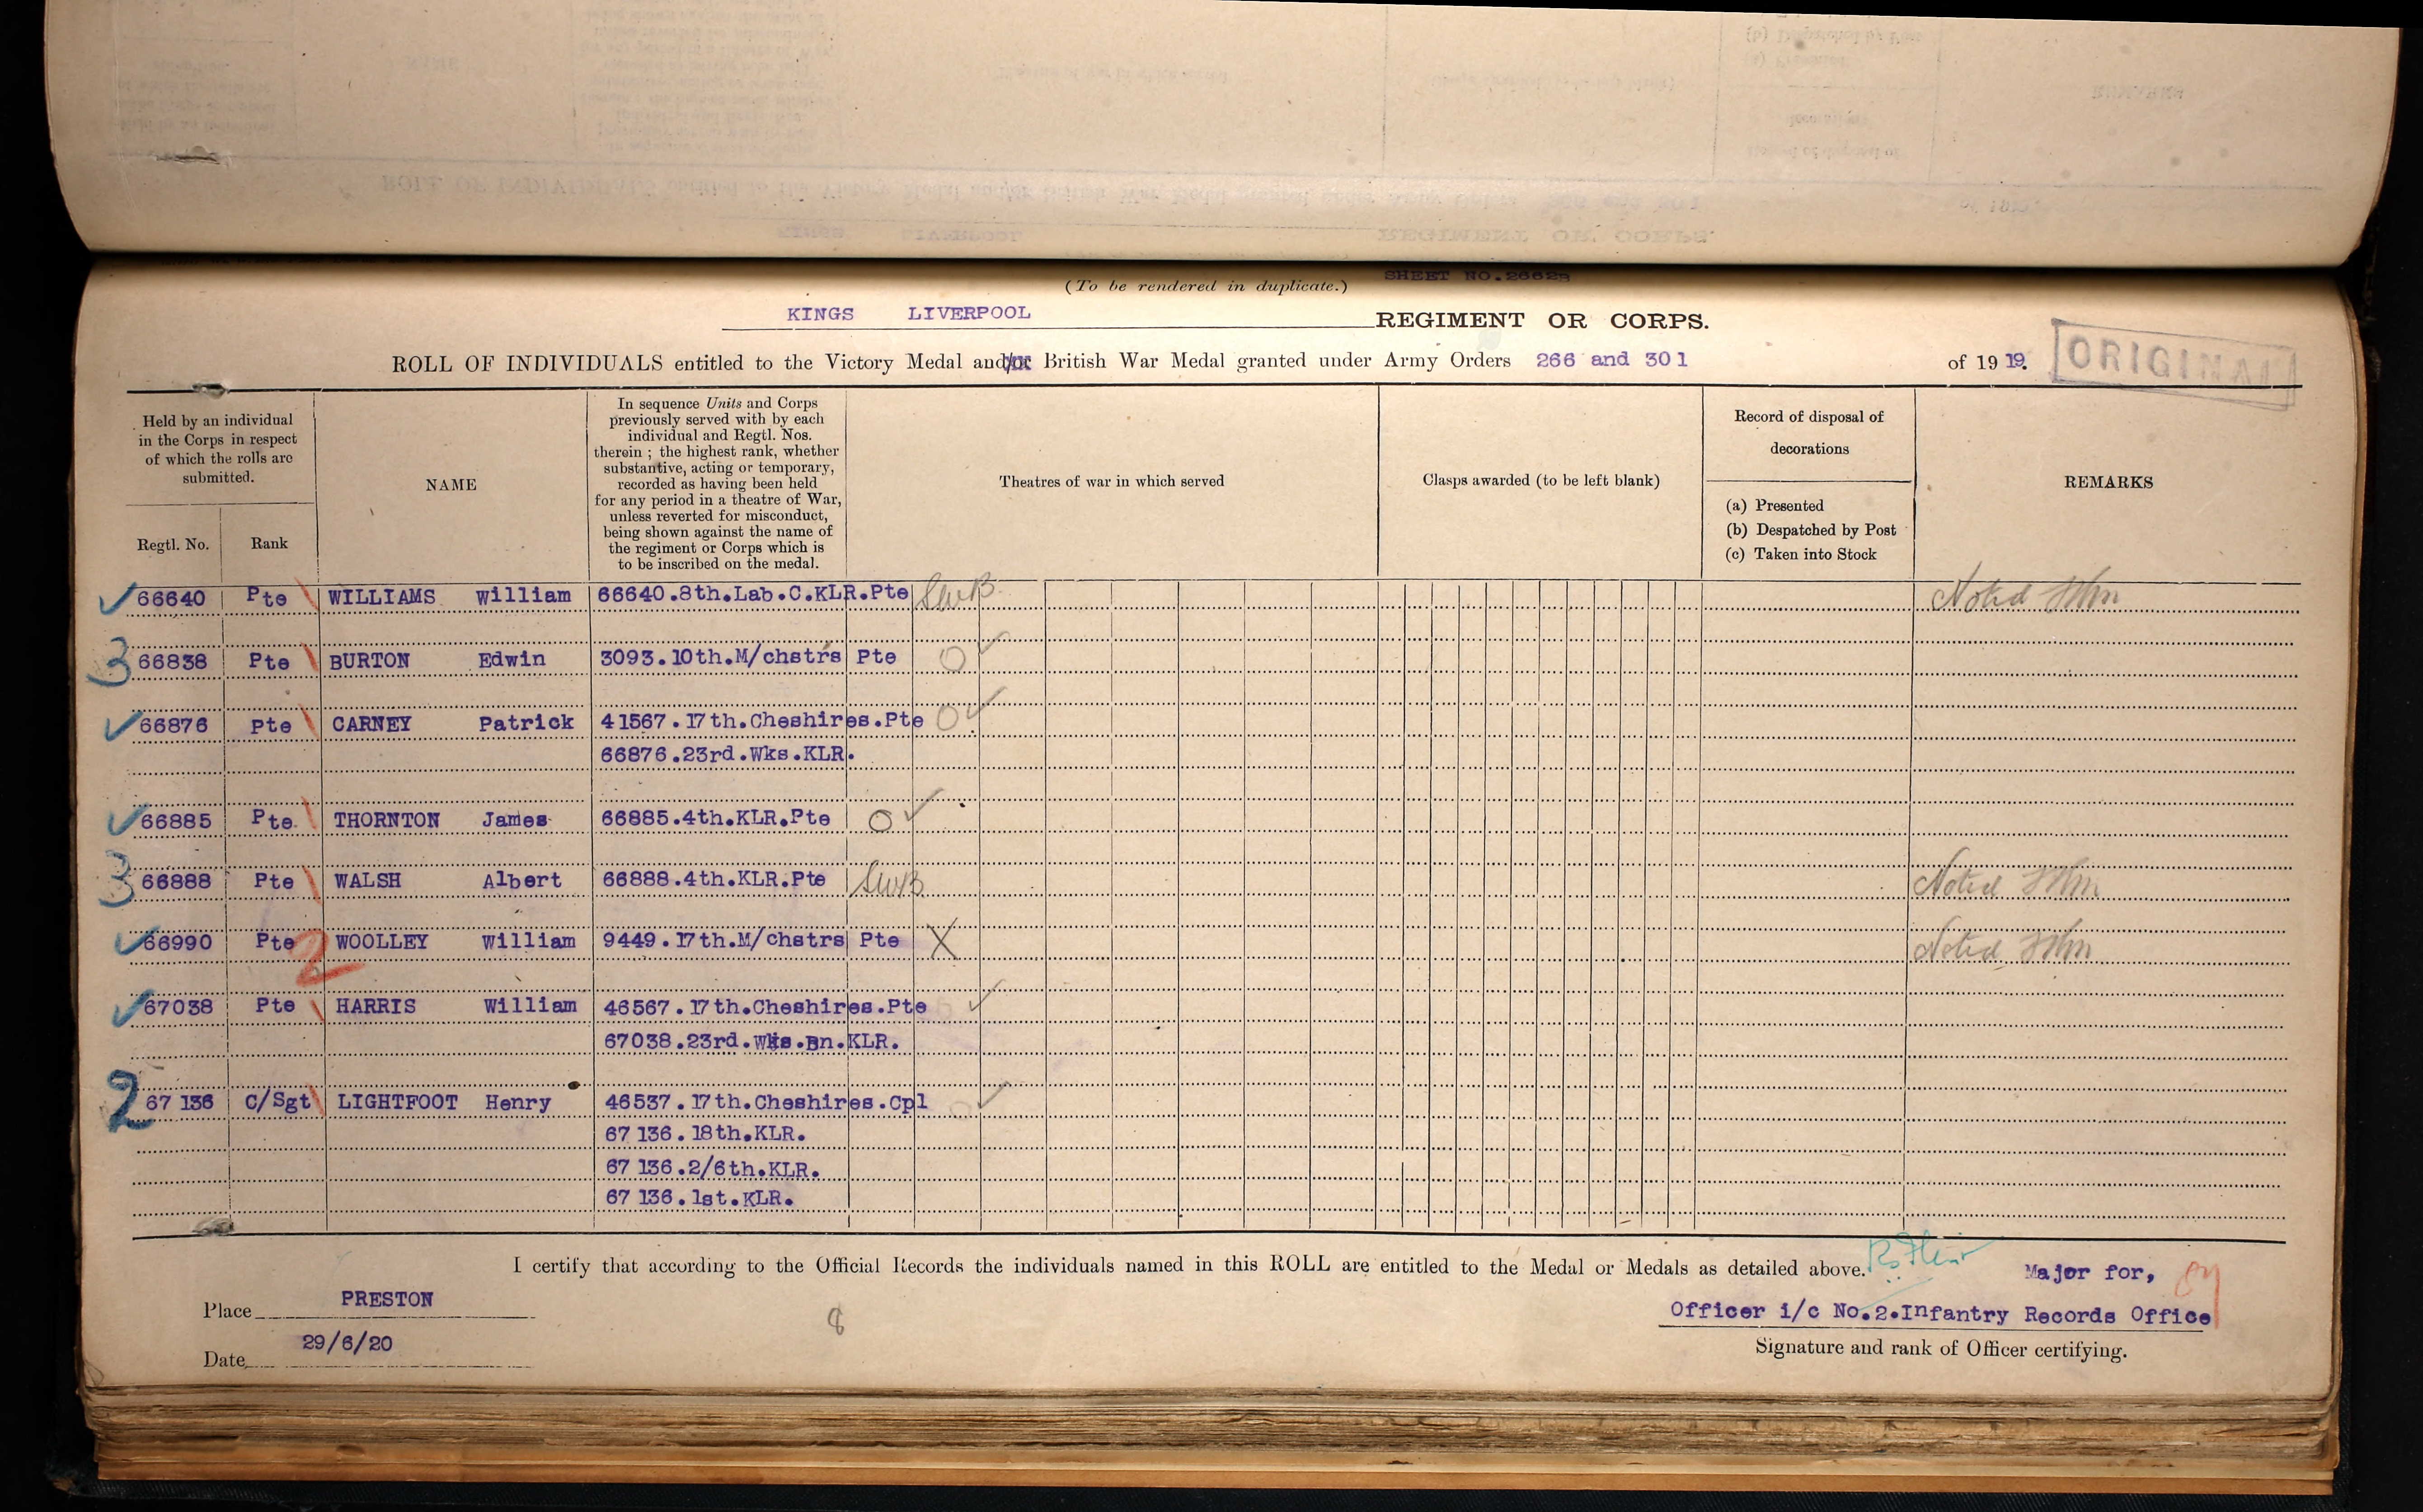 SHEET NO.2662
(To be rendered in duplicate.)
KINGS LIVERPOOL REGIMENT OR CORPS.
ROLL OF INDIVIDUALS entitled to the Victory Medal and/or British War Medal granted under Army Orders 266 and 301 of 1919.
ORIGINAL
Held by an individual
in the Corps in respect
of which the rolls are
submitted.
Regtl. No.
Rank
NAME
In sequence Units and Corps
previously served with by each
individual and Regtl. Nos.
therein ; the highest rank, whether
substantive, acting or temporary,
recorded as having been held
for any period in a theatre of War,
unless reverted for misconduct,
being shown against the name of
the regiment or Corps which is
to be inscribed on the medal.
Theatres of war in which served
Clasps awarded (to be left blank)
Record of disposal of
decorations
(a) Presented
(b) Despatched by Post
(c) Taken into Stock
REMARKS
66640 Pte WILLIAMS William 66640.8th.Lab.C.KLR.Pte SWB Noted
3 66838 Pte BURTON Edwin 3093.10th.M/chstrs Pte O
66876 Pte CARNEY Patrick 41567.17th.Cheshires.Pte O
66876.23rd.Wks.KLR.
66885 Pte THORNTON James 66885.4th.KLR.Pte O
3 66888 Pte WALSH Albert 66888.4th.KLR.Pte SWB Noted
66990 Pte 2 WOOLLEY William 9449.17th.M/chstrs Pte X Noted
67038 Pte HARRIS William 46567.17th.Cheshires.Pte
67038.23rd.Wks.Bn.KLR.
2 67136 C/Sgt LIGHTFOOT Henry 46537.17th.Cheshires.Cpl
67136.18th.KLR.
67136.2/6th.KLR.
67136.1st.KLR.
I certify that according to the Official Records the individuals named in this ROLL are entitled to the Medal or Medals as detailed above.
Major for,
Place PRESTON
8
Officer i/c No.2.Infantry Records Office
Date 29/6/20
Signature and rank of Officer certifying.